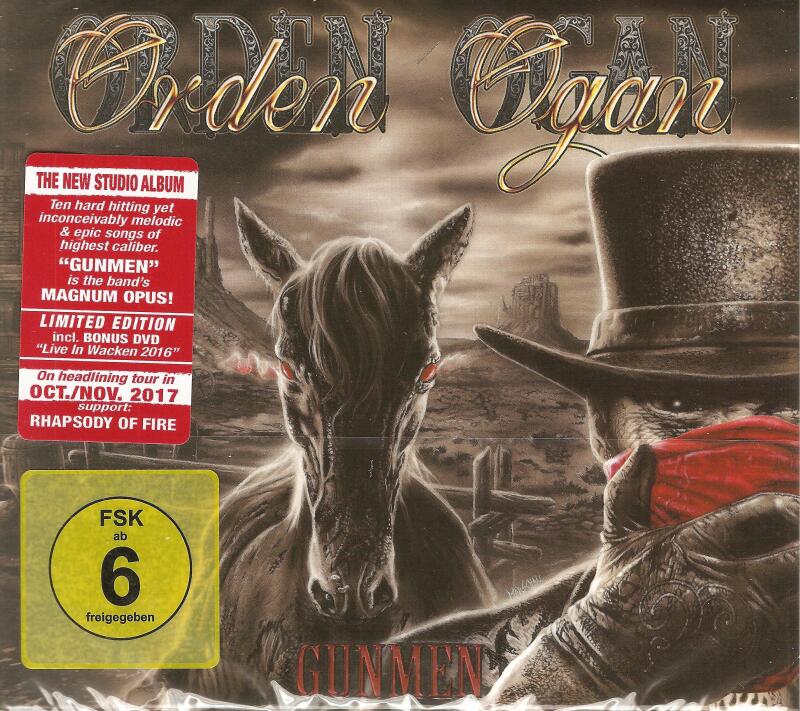 ORDEN OGAN
Orden Ogan
THE NEW STUDIO ALBUM
Ten hard hitting yet
inconceivably melodic
& epic songs of
highest caliber.
"GUNMEN"
is the band's
MAGNUM OPUS!
LIMITED EDITION
incl. BONUS DVD
"Live In Wacken 2016"
On headlining tour in
OCT./NOV. 2017
support:
RHAPSODY OF FIRE
FSK
ab
6
freigegeben
GUNMEN